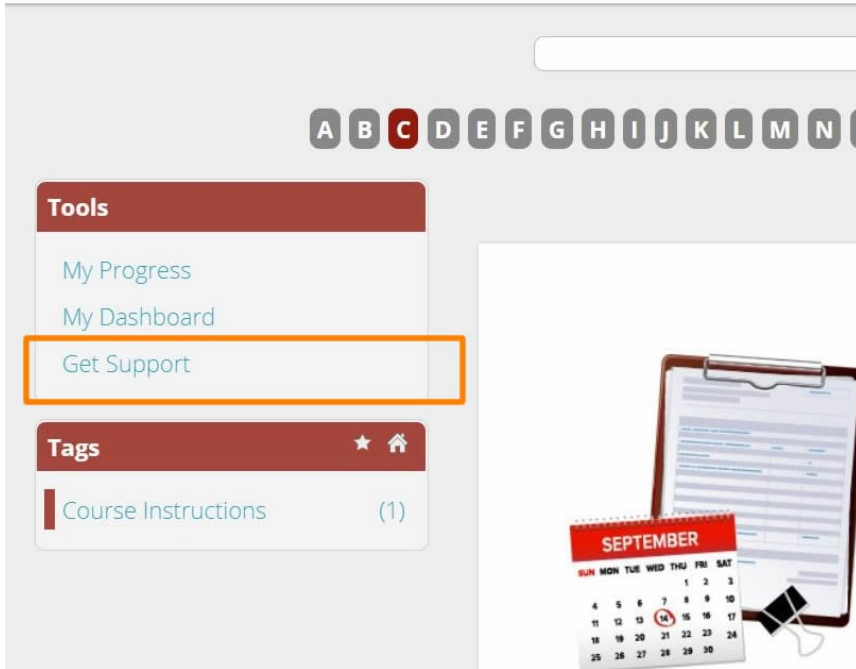 A B C D E F G H I J K L M N
Tools
My Progress
My Dashboard
Get Support
Tags
Course Instructions (1)
SEPTEMBER
SUN MON TUE WED THU FRI SAT
1 2 3
4 5 6 7 8 9 10
11 12 13 14 15 16 17
18 19 20 21 22 23 24
25 26 27 28 29 30